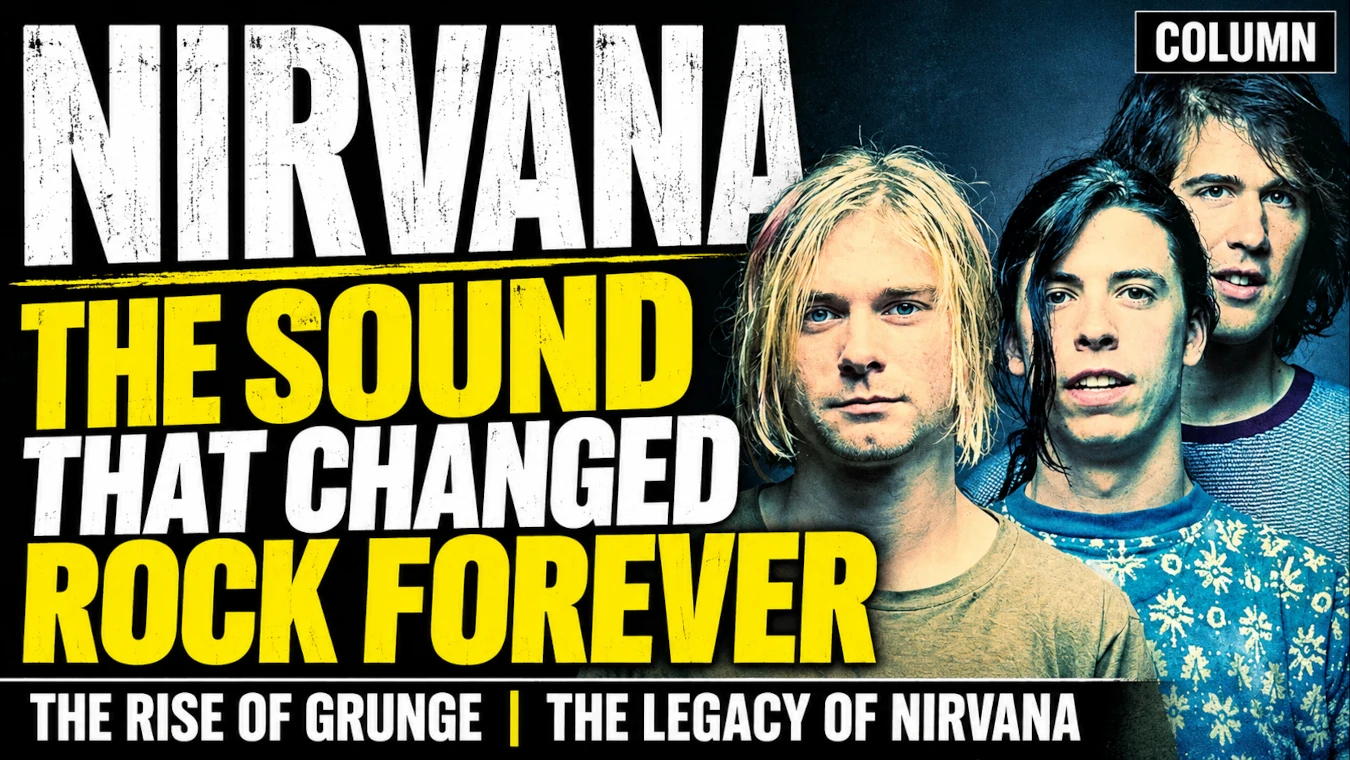 NIRVANA
COLUMN
THE SOUND
THAT CHANGED
ROCK FOREVER
THE RISE OF GRUNGE | THE LEGACY OF NIRVANA